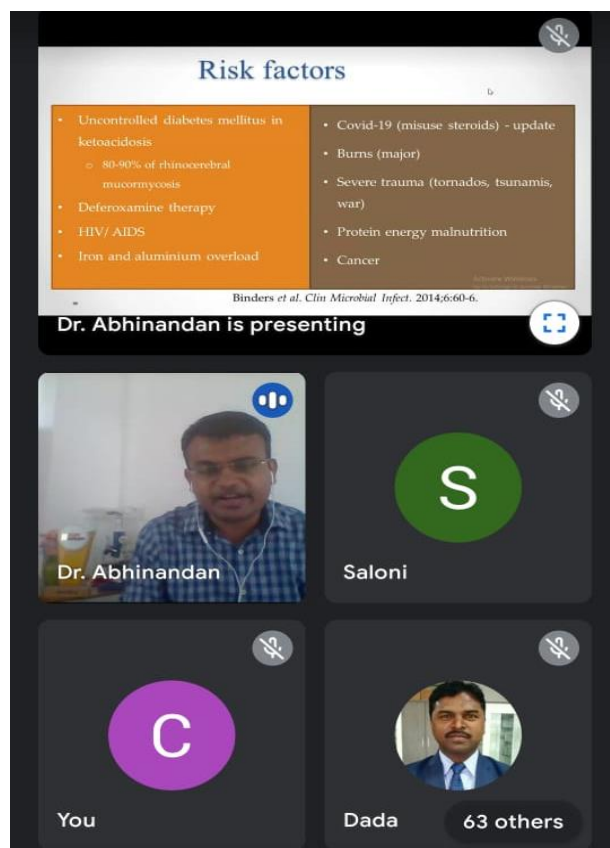 Risk factors
• Uncontrolled diabetes mellitus in
ketoacidosis
○ 80-90% of rhinocerebral
mucormycosis
• Deferoxamine therapy
• HIV/ AIDS
• Iron and aluminium overload
• Covid-19 (misuse steroids) - update
• Burns (major)
• Severe trauma (tornados, tsunamis,
war)
• Protein energy malnutrition
• Cancer
Activate Windows
Binders et al. Clin Microbial Infect. 2014;6:60-6.
Dr. Abhinandan is presenting
Dr. Abhinandan
S
Saloni
C
You
Dada
63 others